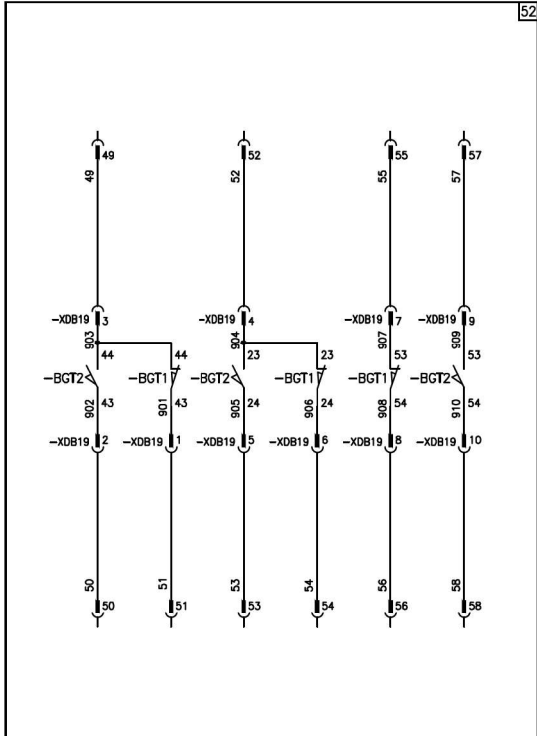 52
49 52 55 57
49 52 55 57
-XDB19 3 -XDB19 4 -XDB19 7 -XDB19 9
903 904 907 909
44 44 23 23 53 53
-BGT2 -BGT1 -BGT2 -BGT1 -BGT1 -BGT2
902 43 901 43 905 24 906 24 908 54 910 54
-XDB19 2 -XDB19 1 -XDB19 5 -XDB19 6 -XDB19 8 -XDB19 10
50 51 53 54 56 58
50 51 53 54 56 58